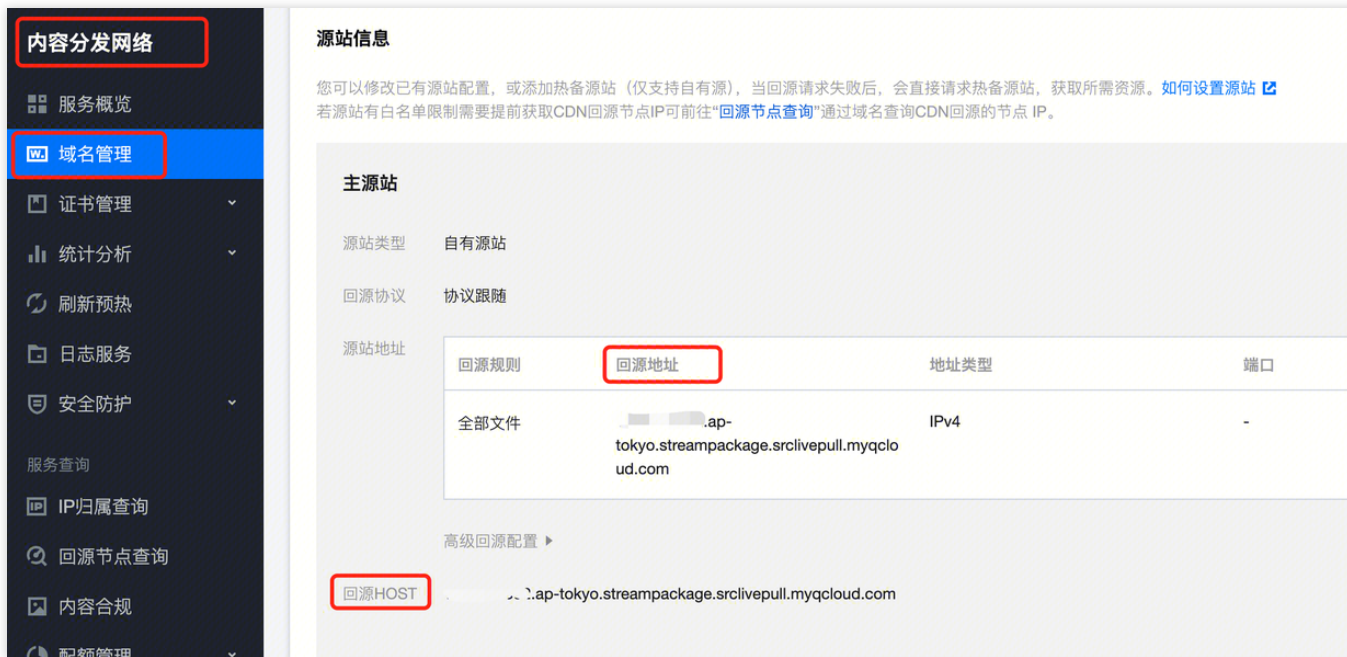 内容分发网络
服务概览
域名管理
证书管理
统计分析
刷新预热
日志服务
安全防护
服务查询
IP归属查询
回源节点查询
内容合规
配额管理
源站信息
您可以修改已有源站配置，或添加热备源站（仅支持自有源），当回源请求失败后，会直接请求热备源站，获取所需资源。如何设置源站
若源站有白名单限制需要提前获取CDN回源节点IP可前往“回源节点查询”通过域名查询CDN回源的节点 IP。
主源站
源站类型 自有源站
回源协议 协议跟随
源站地址
回源规则 回源地址 地址类型 端口
全部文件 .ap- IPv4 -
tokyo.streampackage.srclivepull.myqclo
ud.com
高级回源配置
回源HOST .ap-tokyo.streampackage.srclivepull.myqcloud.com